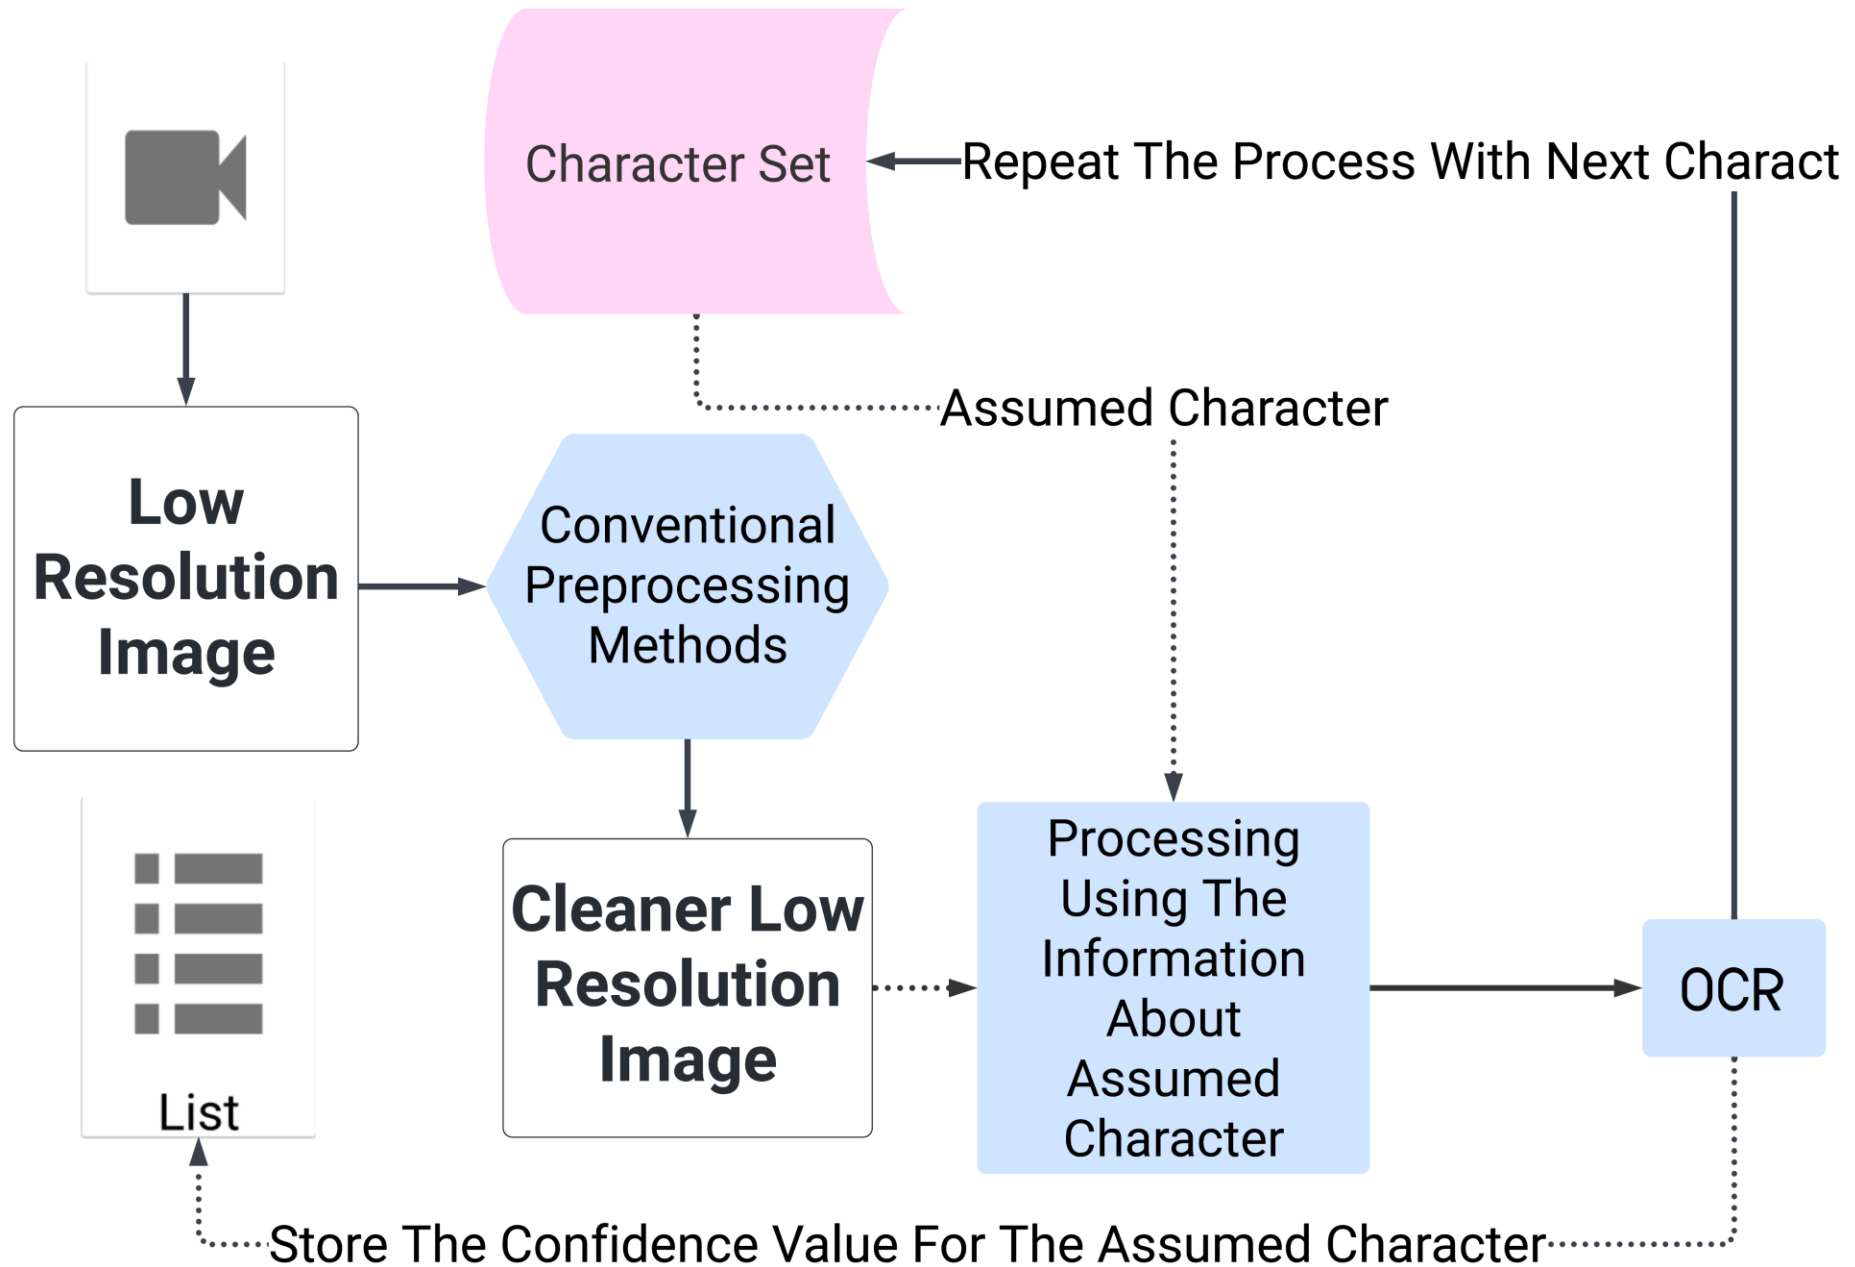 Character Set
Repeat The Process With Next Charact
Assumed Character
Low
Resolution
Image
Conventional
Preprocessing
Methods
Cleaner Low
Resolution
Image
Processing
Using The
Information
About
Assumed
Character
OCR
List
Store The Confidence Value For The Assumed Character